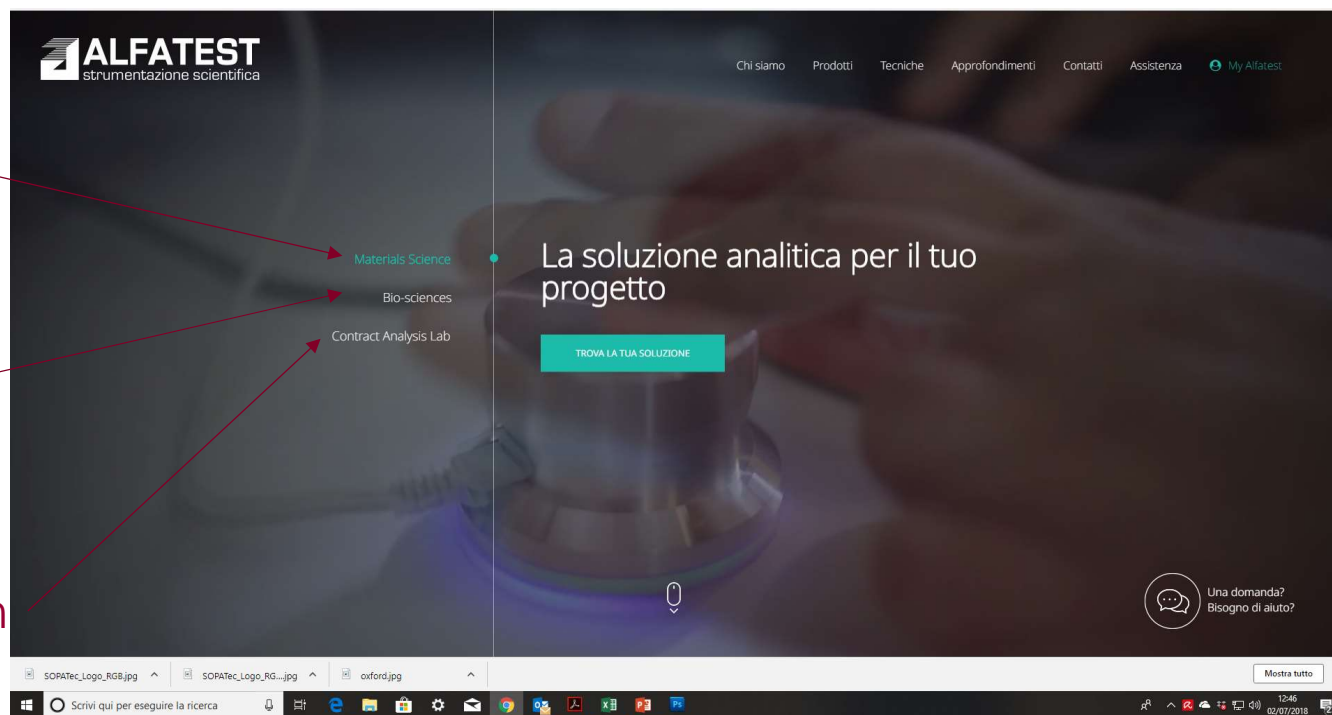 ALFATEST
strumentazione scientifica
Chi siamo Prodotti Tecniche Approfondimenti Contatti Assistenza My Alfatest
Materials Science
Bio-sciences
Contract Analysis Lab
La soluzione analitica per il tuo
progetto
TROVA LA TUA SOLUZIONE
Una domanda?
Bisogno di aiuto?
SOPATec_Logo_RGB.jpg SOPATec_Logo_RG....jpg oxford.jpg Mostra tutto
Scrivi qui per eseguire la ricerca
12:46
02/07/2018